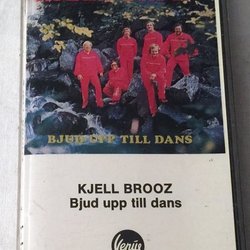 BJUD UPP TILL DANS
KJELL BROOZ
Bjud upp till dans
Venus